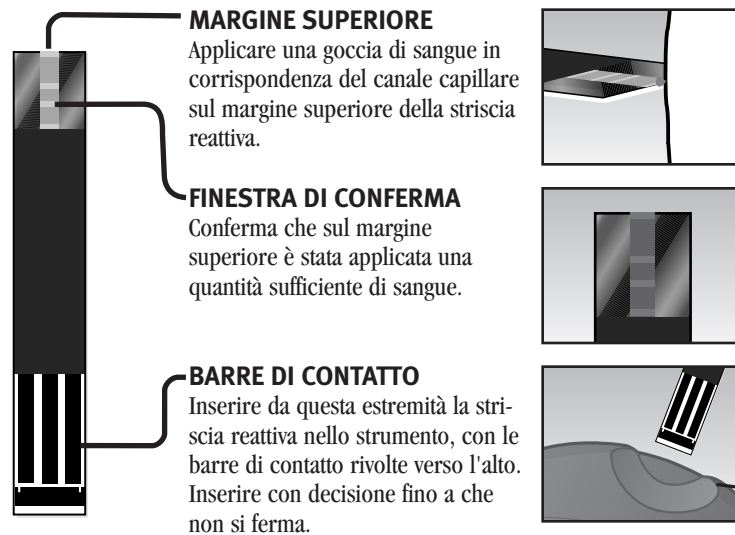 MARGINE SUPERIORE
Applicare una goccia di sangue in
corrispondenza del canale capillare
sul margine superiore della striscia
reattiva.
FINESTRA DI CONFERMA
Conferma che sul margine
superiore è stata applicata una
quantità sufficiente di sangue.
BARRE DI CONTATTO
Inserire da questa estremità la stri-
scia reattiva nello strumento, con le
barre di contatto rivolte verso l'alto.
Inserire con decisione fino a che
non si ferma.